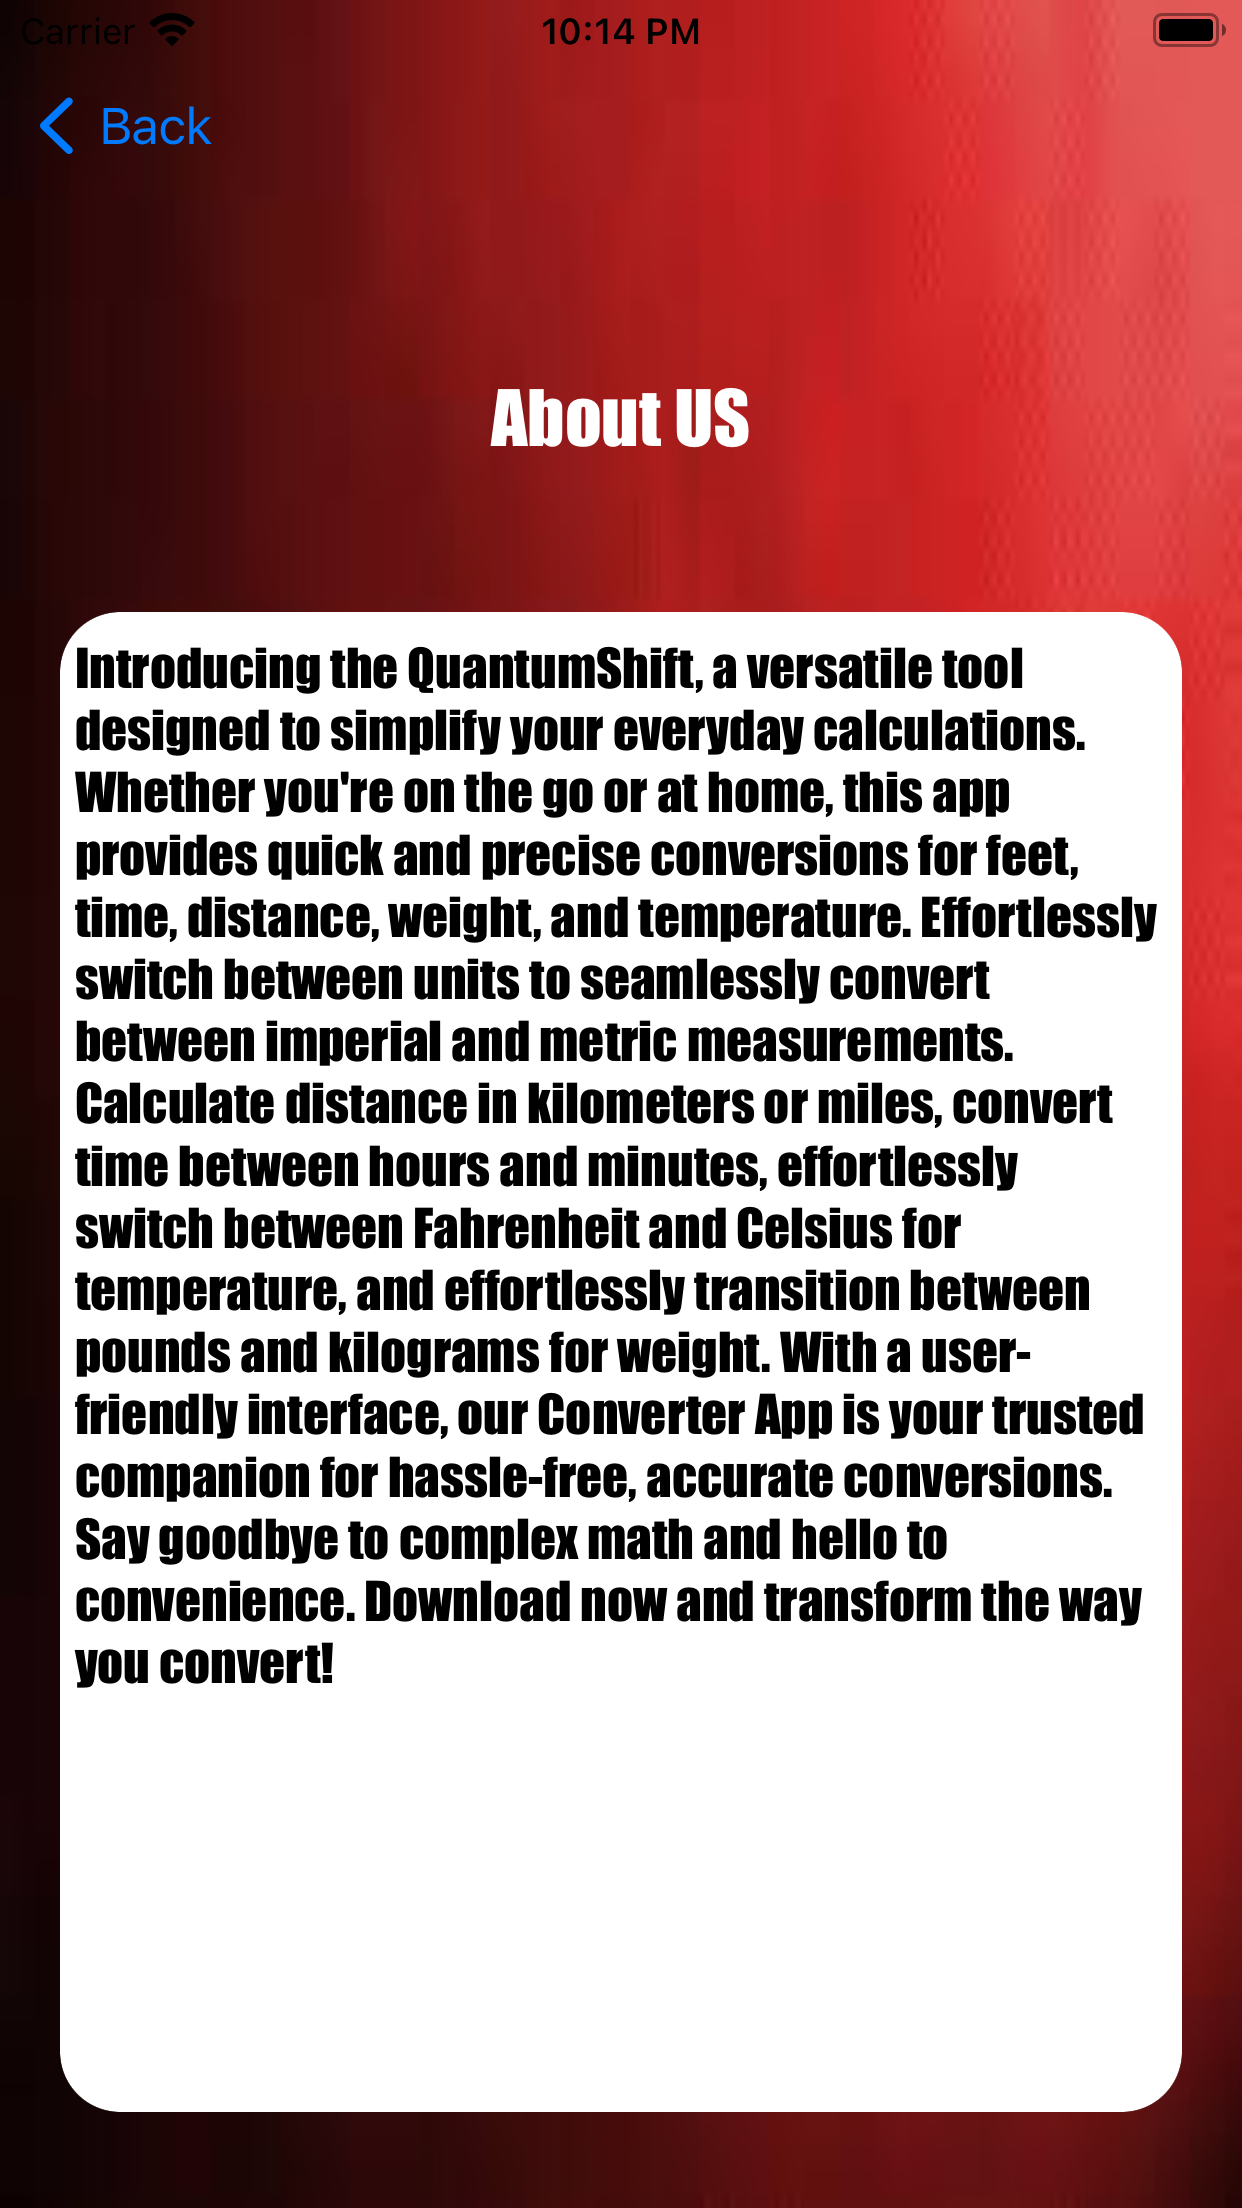 Carrier 10:14 PM
Back
About US
Introducing the QuantumShift, a versatile tool
designed to simplify your everyday calculations.
Whether you're on the go or at home, this app
provides quick and precise conversions for feet,
time, distance, weight, and temperature. Effortlessly
switch between units to seamlessly convert
between imperial and metric measurements.
Calculate distance in kilometers or miles, convert
time between hours and minutes, effortlessly
switch between Fahrenheit and Celsius for
temperature, and effortlessly transition between
pounds and kilograms for weight. With a user-
friendly interface, our Converter App is your trusted
companion for hassle-free, accurate conversions.
Say goodbye to complex math and hello to
convenience. Download now and transform the way
you convert!